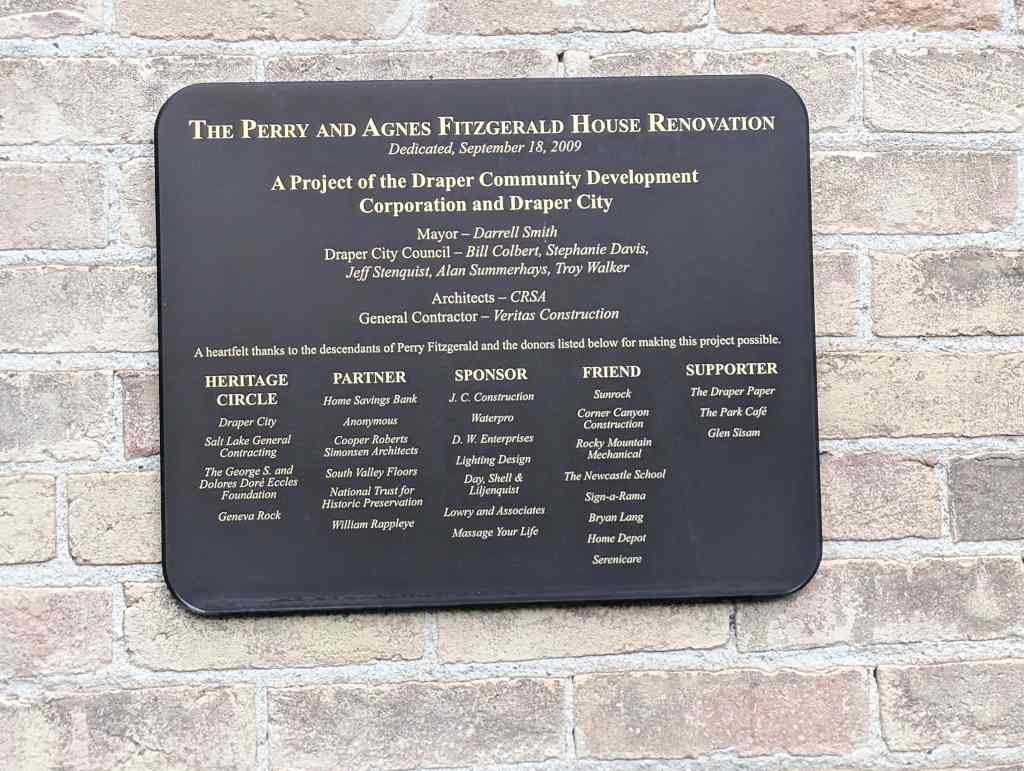 THE PERRY AND AGNES FITZGERALD HOUSE RENOVATION
Dedicated, September 18, 2009
A Project of the Draper Community Development
Corporation and Draper City
Mayor – Darrell Smith
Draper City Council – Bill Colbert, Stephanie Davis,
Jeff Stenquist, Alan Summerhays, Troy Walker
Architects – CRSA
General Contractor – Veritas Construction
A heartfelt thanks to the descendants of Perry Fitzgerald and the donors listed below for making this project possible.
HERITAGE
CIRCLE
Draper City
Salt Lake General
Contracting
The George S. and
Dolores Doré Eccles
Foundation
Geneva Rock
PARTNER
Home Savings Bank
Anonymous
Cooper Roberts
Simonsen Architects
South Valley Floors
National Trust for
Historic Preservation
William Rappleye
SPONSOR
J. C. Construction
Waterpro
D. W. Enterprises
Lighting Design
Day, Shell &
Liljenquist
Lowry and Associates
Massage Your Life
FRIEND
Sunrock
Corner Canyon
Construction
Rocky Mountain
Mechanical
The Newcastle School
Sign-a-Rama
Bryan Lang
Home Depot
Serenicare
SUPPORTER
The Draper Paper
The Park Café
Glen Sisam